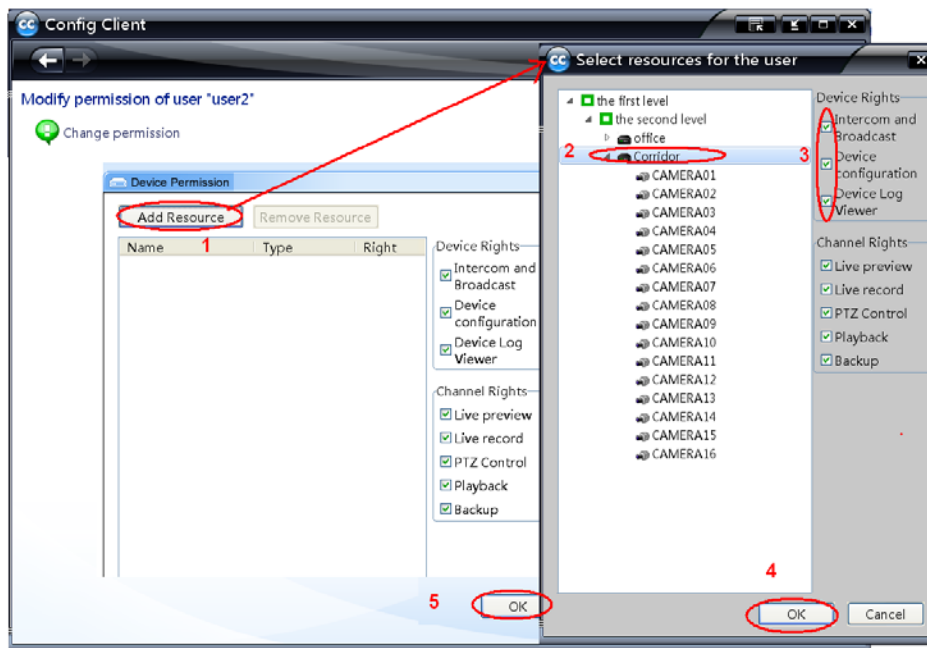 CC Config Client
Modify permission of user "user2"
Change permission
Device Permission
Add Resource
Remove Resource
1
Name Type Right
Device Rights
Intercom and
Broadcast
Device
configuration
Device Log
Viewer
Channel Rights
Live preview
Live record
PTZ Control
Playback
Backup
5
OK
CC Select resources for the user
the first level
the second level
office
2
Corridor
CAMERA01
CAMERA02
CAMERA03
CAMERA04
CAMERA05
CAMERA06
CAMERA07
CAMERA08
CAMERA09
CAMERA10
CAMERA11
CAMERA12
CAMERA13
CAMERA14
CAMERA15
CAMERA16
Device Rights
3
Intercom and
Broadcast
Device
configuration
Device Log
Viewer
Channel Rights
Live preview
Live record
PTZ Control
Playback
Backup
4
OK
Cancel